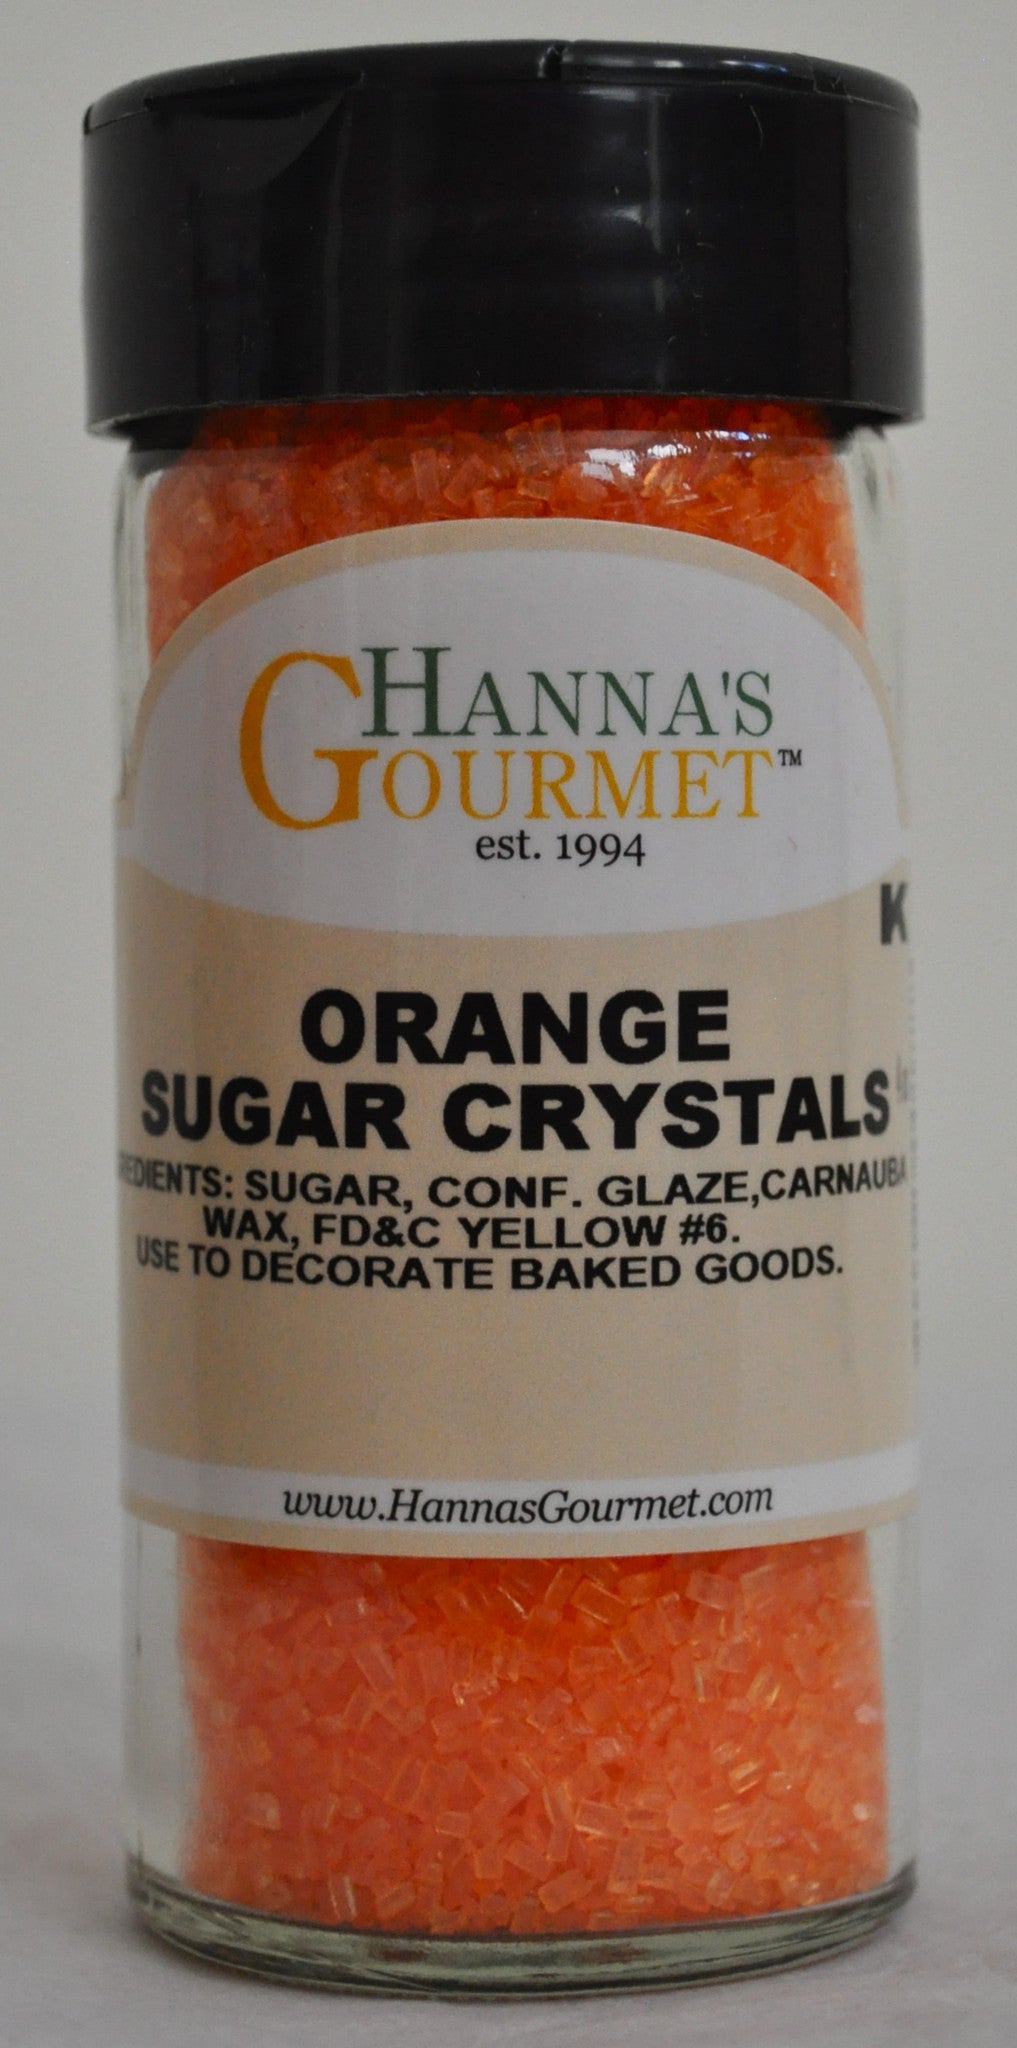 HANNA'S
GOURMET™
est. 1994
K
ORANGE
SUGAR CRYSTALS
REDIENTS: SUGAR, CONF. GLAZE,CARNAUBA
WAX, FD&C YELLOW #6.
USE TO DECORATE BAKED GOODS.
www.HannasGourmet.com